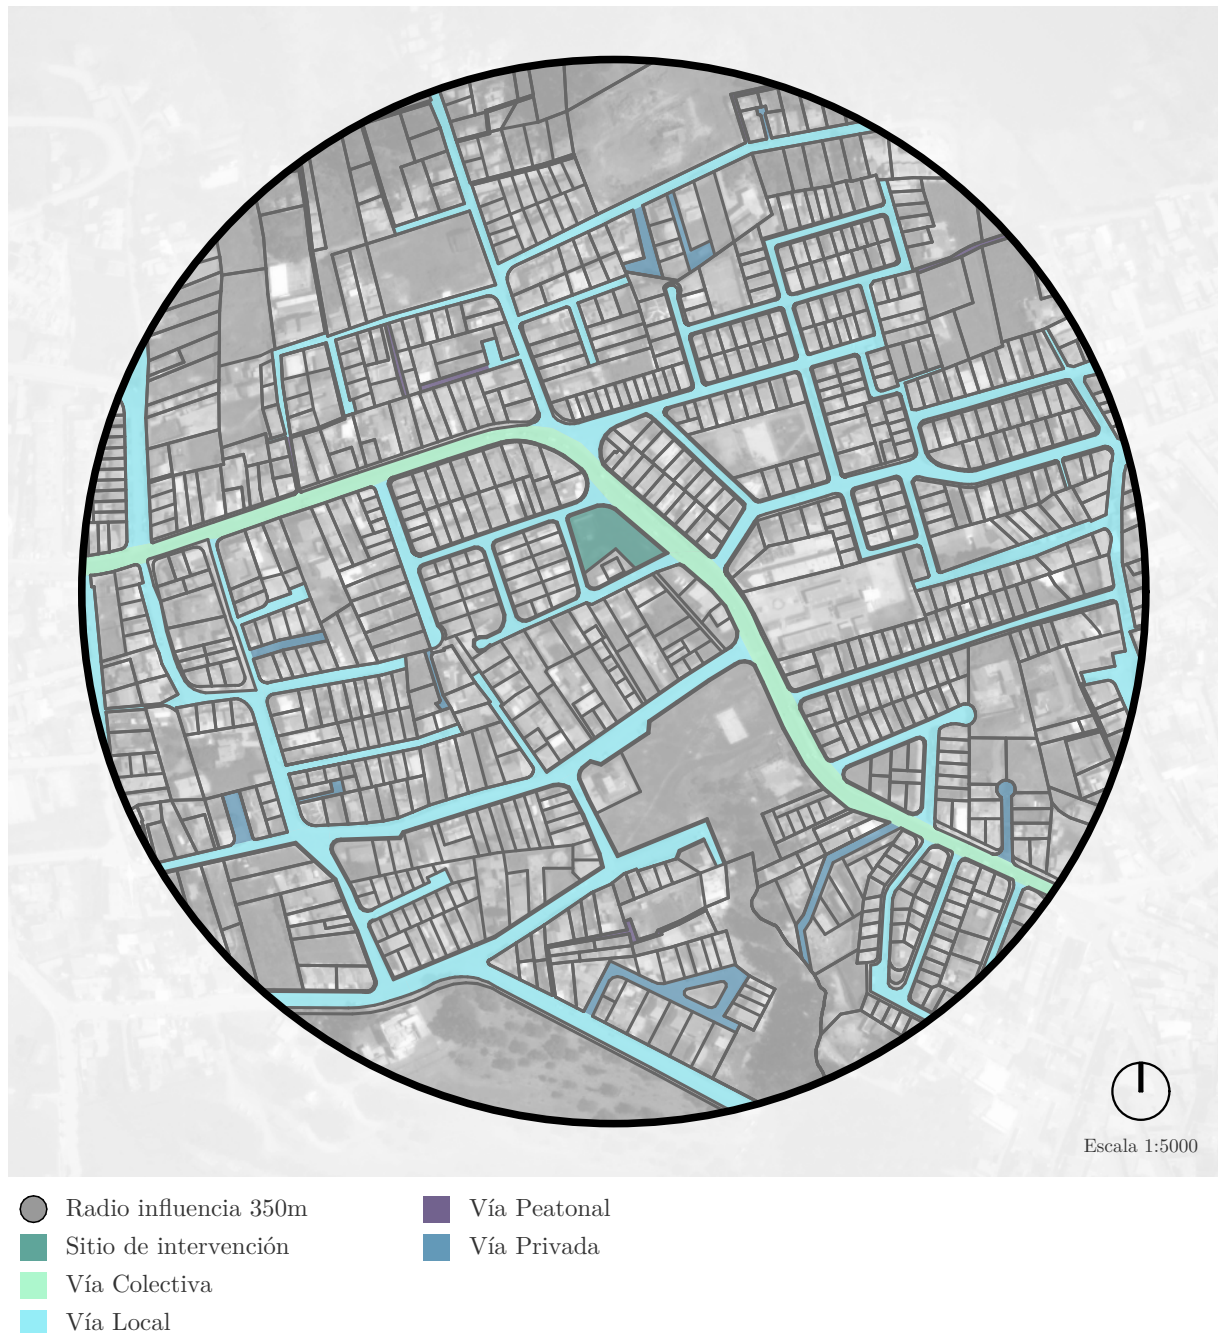 Escala 1:5000
Radio influencia 350m
Sitio de intervención
Vía Colectiva
Vía Local
Vía Peatonal
Vía Privada